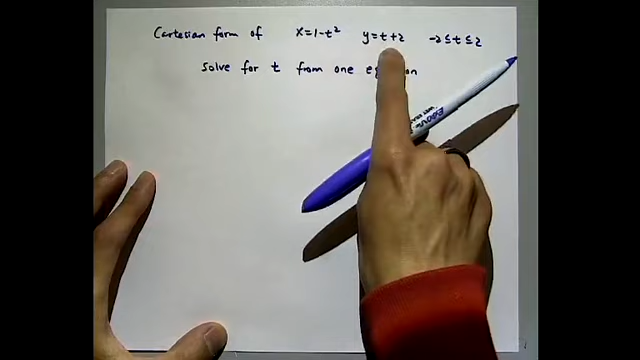 Cartesian form of x=1-t² y=t+2 -2≤t≤2
solve for t from one